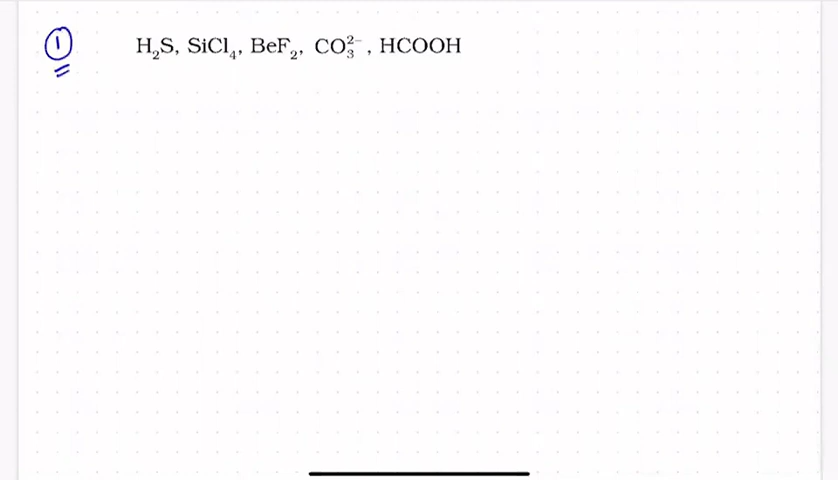 ① H₂S, SiCl₄, BeF₂, CO₃²⁻, HCOOH